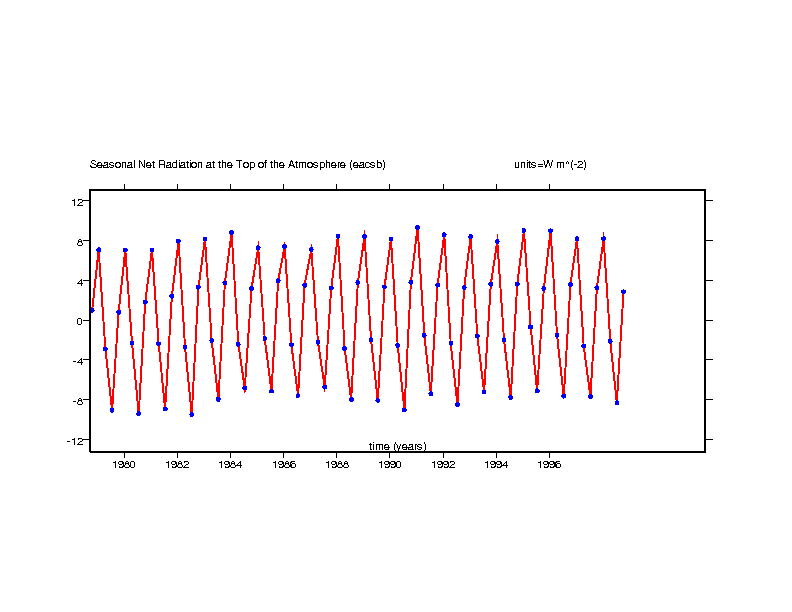 Seasonal Net Radiation at the Top of the Atmosphere (eacsb) units=W m^(-2)
12
8
4
0
-4
-8
-12
time (years)
1980 1982 1984 1986 1988 1990 1992 1994 1996